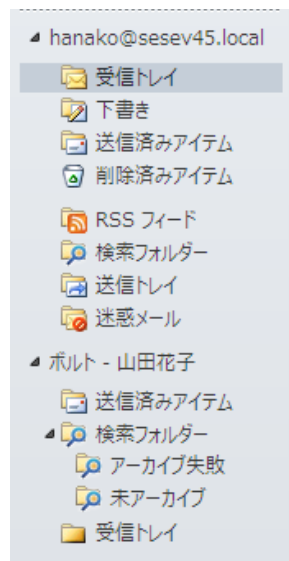 hanako@sesev45.local
受信トレイ
下書き
送信済みアイテム
削除済みアイテム
RSS フィード
検索フォルダー
送信トレイ
迷惑メール
ボルト - 山田花子
送信済みアイテム
検索フォルダー
アーカイブ失敗
未アーカイブ
受信トレイ